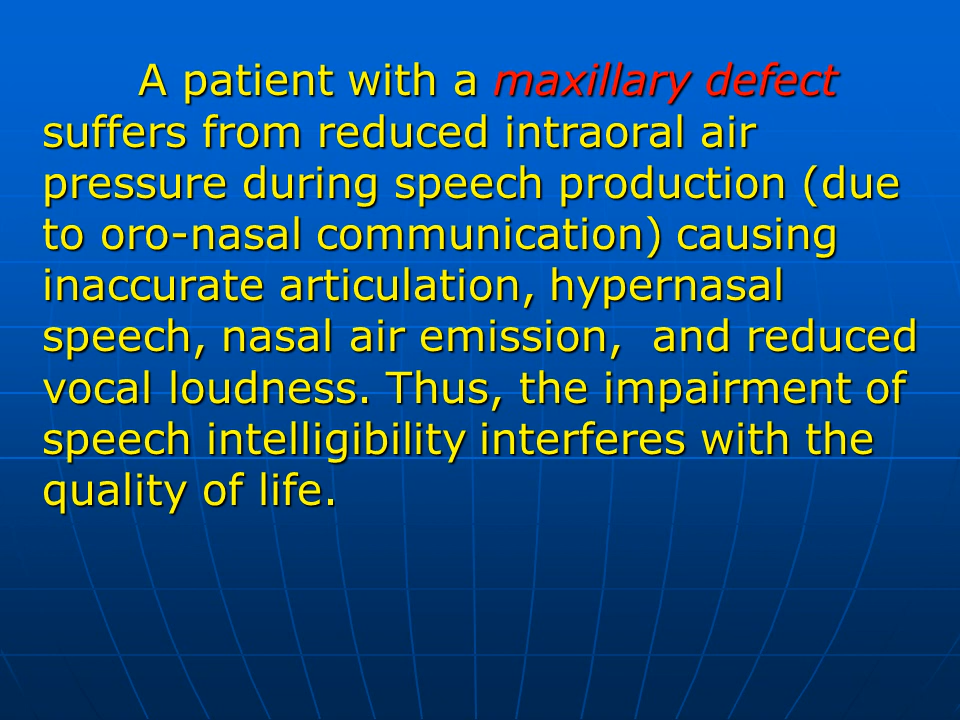 A patient with a maxillary defect
suffers from reduced intraoral air
pressure during speech production (due
to oro-nasal communication) causing
inaccurate articulation, hypernasal
speech, nasal air emission,  and reduced
vocal loudness. Thus, the impairment of
speech intelligibility interferes with the
quality of life.